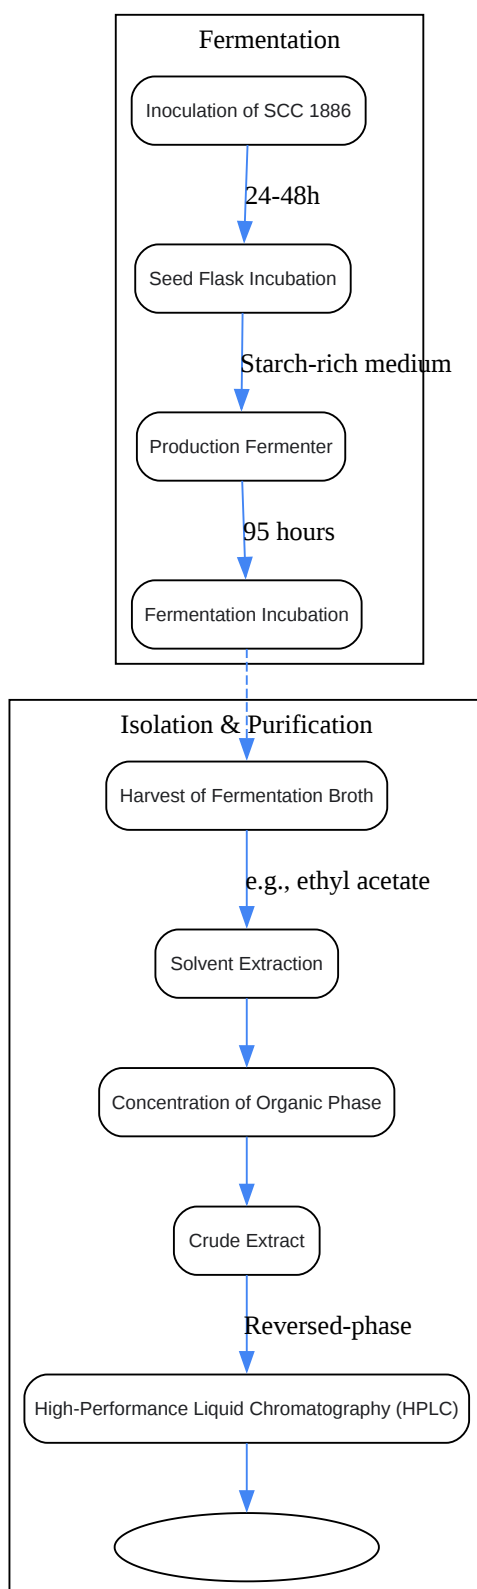 Fermentation
Inoculation of SCC 1886
24-48h
Seed Flask Incubation
Starch-rich medium
Production Fermenter
95 hours
Fermentation Incubation
Isolation & Purification
Harvest of Fermentation Broth
e.g., ethyl acetate
Solvent Extraction
Concentration of Organic Phase
Crude Extract
Reversed-phase
High-Performance Liquid Chromatography (HPLC)